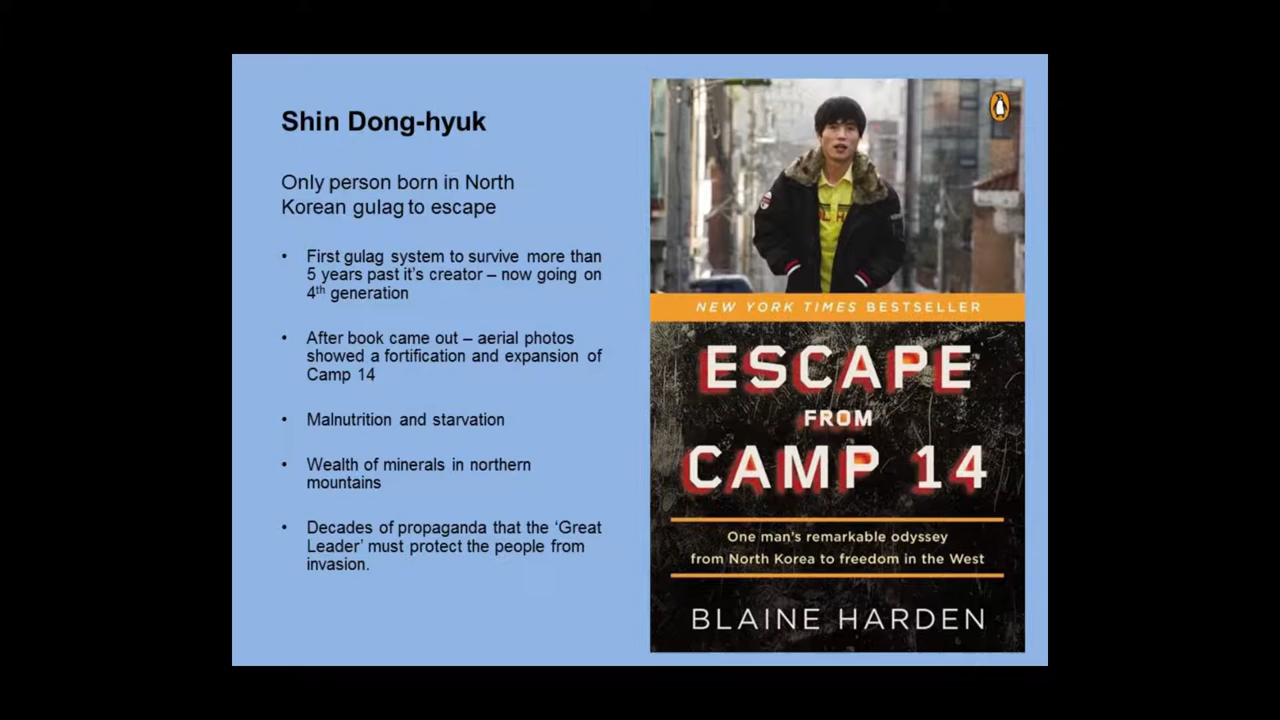 Shin Dong-hyuk
Only person born in North
Korean gulag to escape
• First gulag system to survive more than
5 years past it's creator – now going on
4th generation
• After book came out – aerial photos
showed a fortification and expansion of
Camp 14
• Malnutrition and starvation
• Wealth of minerals in northern
mountains
• Decades of propaganda that the 'Great
Leader' must protect the people from
invasion.
NEW YORK TIMES BESTSELLER
ESCAPE
FROM
CAMP 14
One man's remarkable odyssey
from North Korea to freedom in the West
BLAINE HARDEN